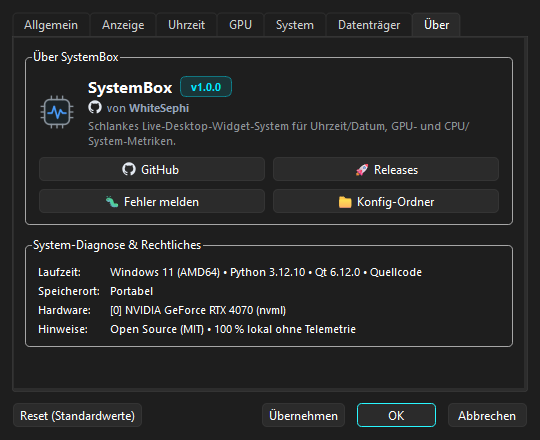 Allgemein Anzeige Uhrzeit GPU System Datenträger Über
Über SystemBox
SystemBox v1.0.0
von WhiteSephi
Schlankes Live-Desktop-Widget-System für Uhrzeit/Datum, GPU- und CPU/
System-Metriken.
GitHub Releases
Fehler melden Konfig-Ordner
System-Diagnose & Rechtliches
Laufzeit: Windows 11 (AMD64) • Python 3.12.10 • Qt 6.12.0 • Quellcode
Speicherort: Portabel
Hardware: [0] NVIDIA GeForce RTX 4070 (nvml)
Hinweise: Open Source (MIT) • 100 % lokal ohne Telemetrie
Reset (Standardwerte) Übernehmen OK Abbrechen